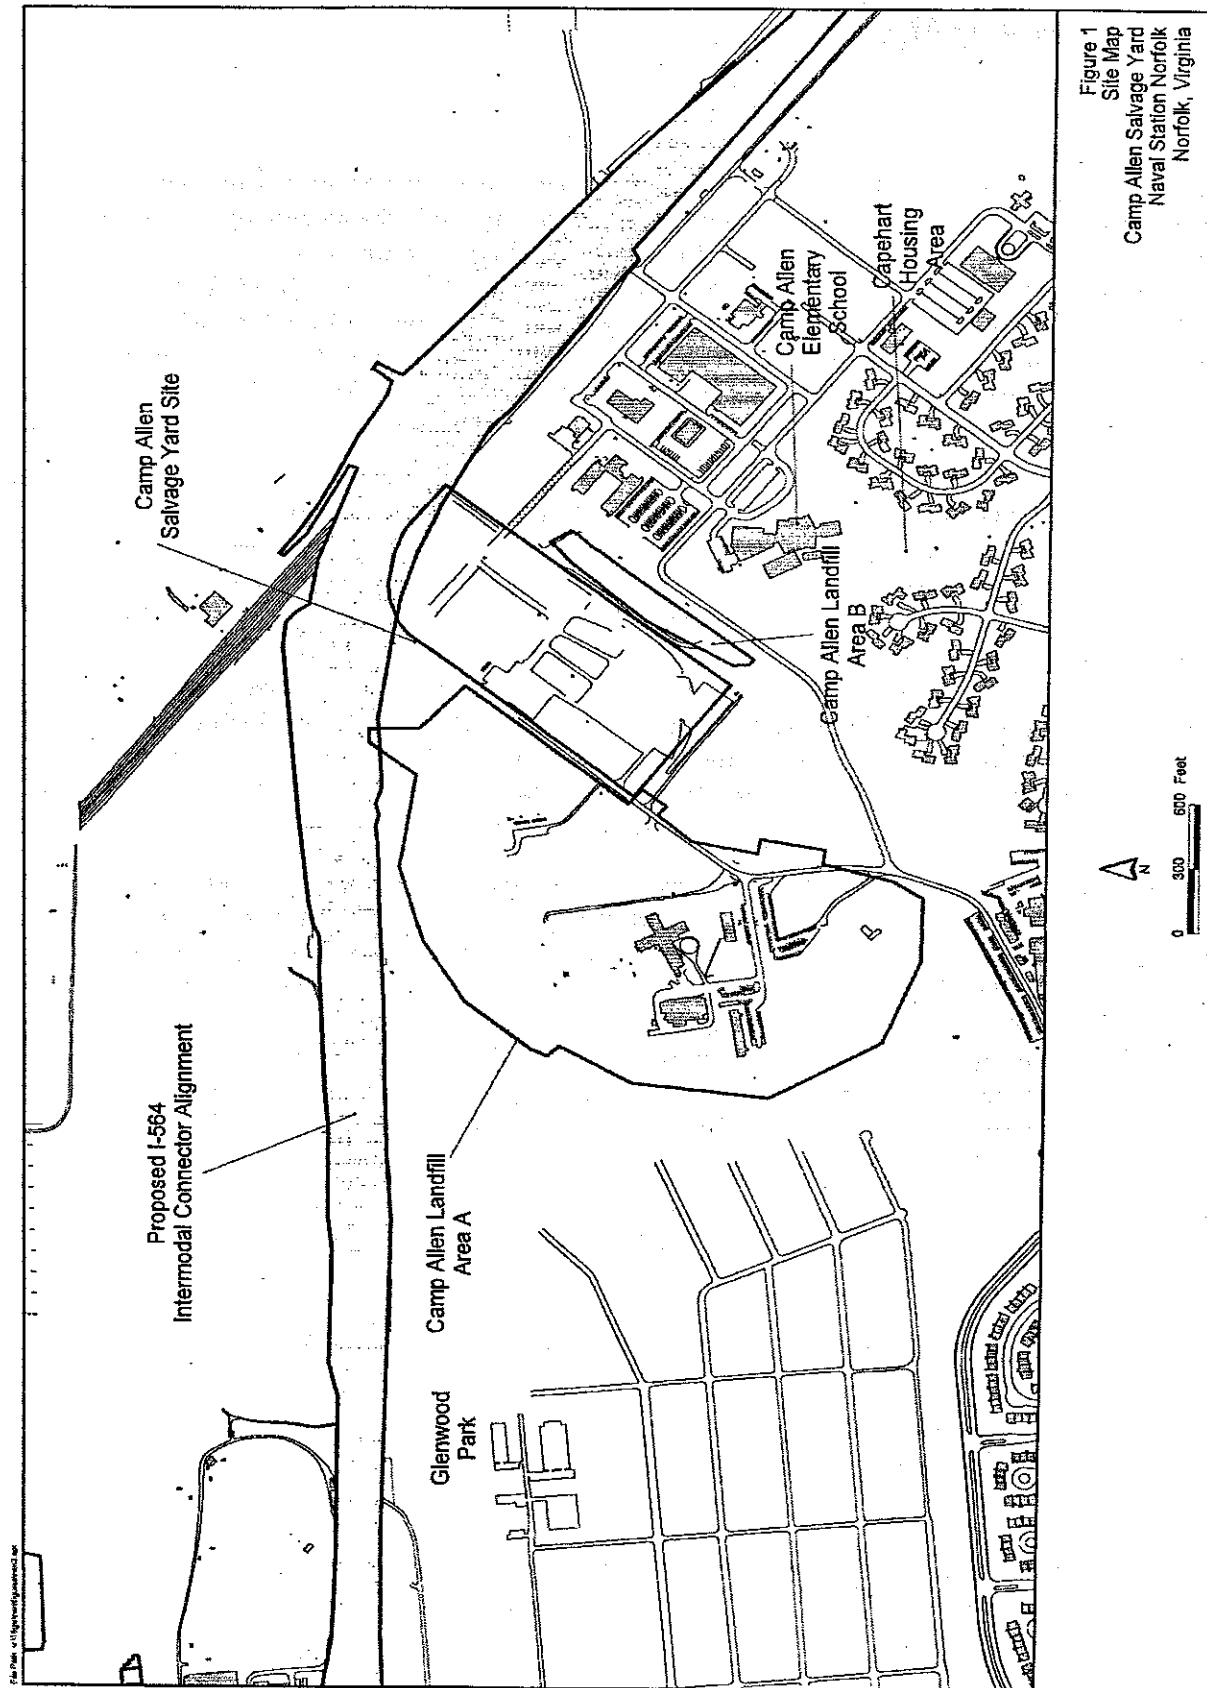 Camp Allen
Salvage Yard Site
Proposed I-564
Intermodal Connector Alignment
Camp Allen Landfill
Area A
Glenwood
Park
Camp Allen
Elementary
School
Capehart
Housing
Area
Camp Allen Landfill
Area B
N
0 300 600 Feet
Figure 1
Site Map
Camp Allen Salvage Yard
Naval Station Norfolk
Norfolk, Virginia